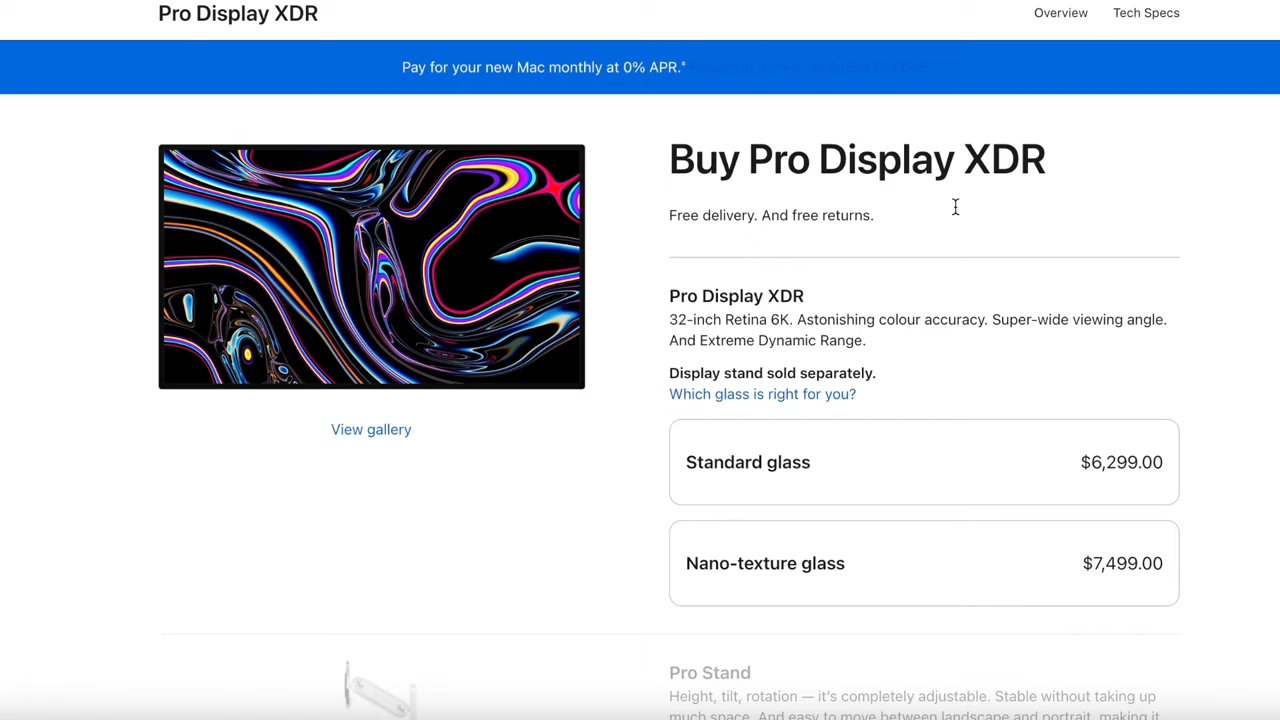 Pro Display XDR
Overview
Tech Specs
Pay for your new Mac monthly at 0% APR.*
Buy Pro Display XDR
Free delivery. And free returns.
Pro Display XDR
32-inch Retina 6K. Astonishing colour accuracy. Super-wide viewing angle.
And Extreme Dynamic Range.
Display stand sold separately.
Which glass is right for you?
View gallery
Standard glass
$6,299.00
Nano-texture glass
$7,499.00
Pro Stand
Height, tilt, rotation — it's completely adjustable. Stable without taking up
much space. And easy to move between landscape and portrait, making it